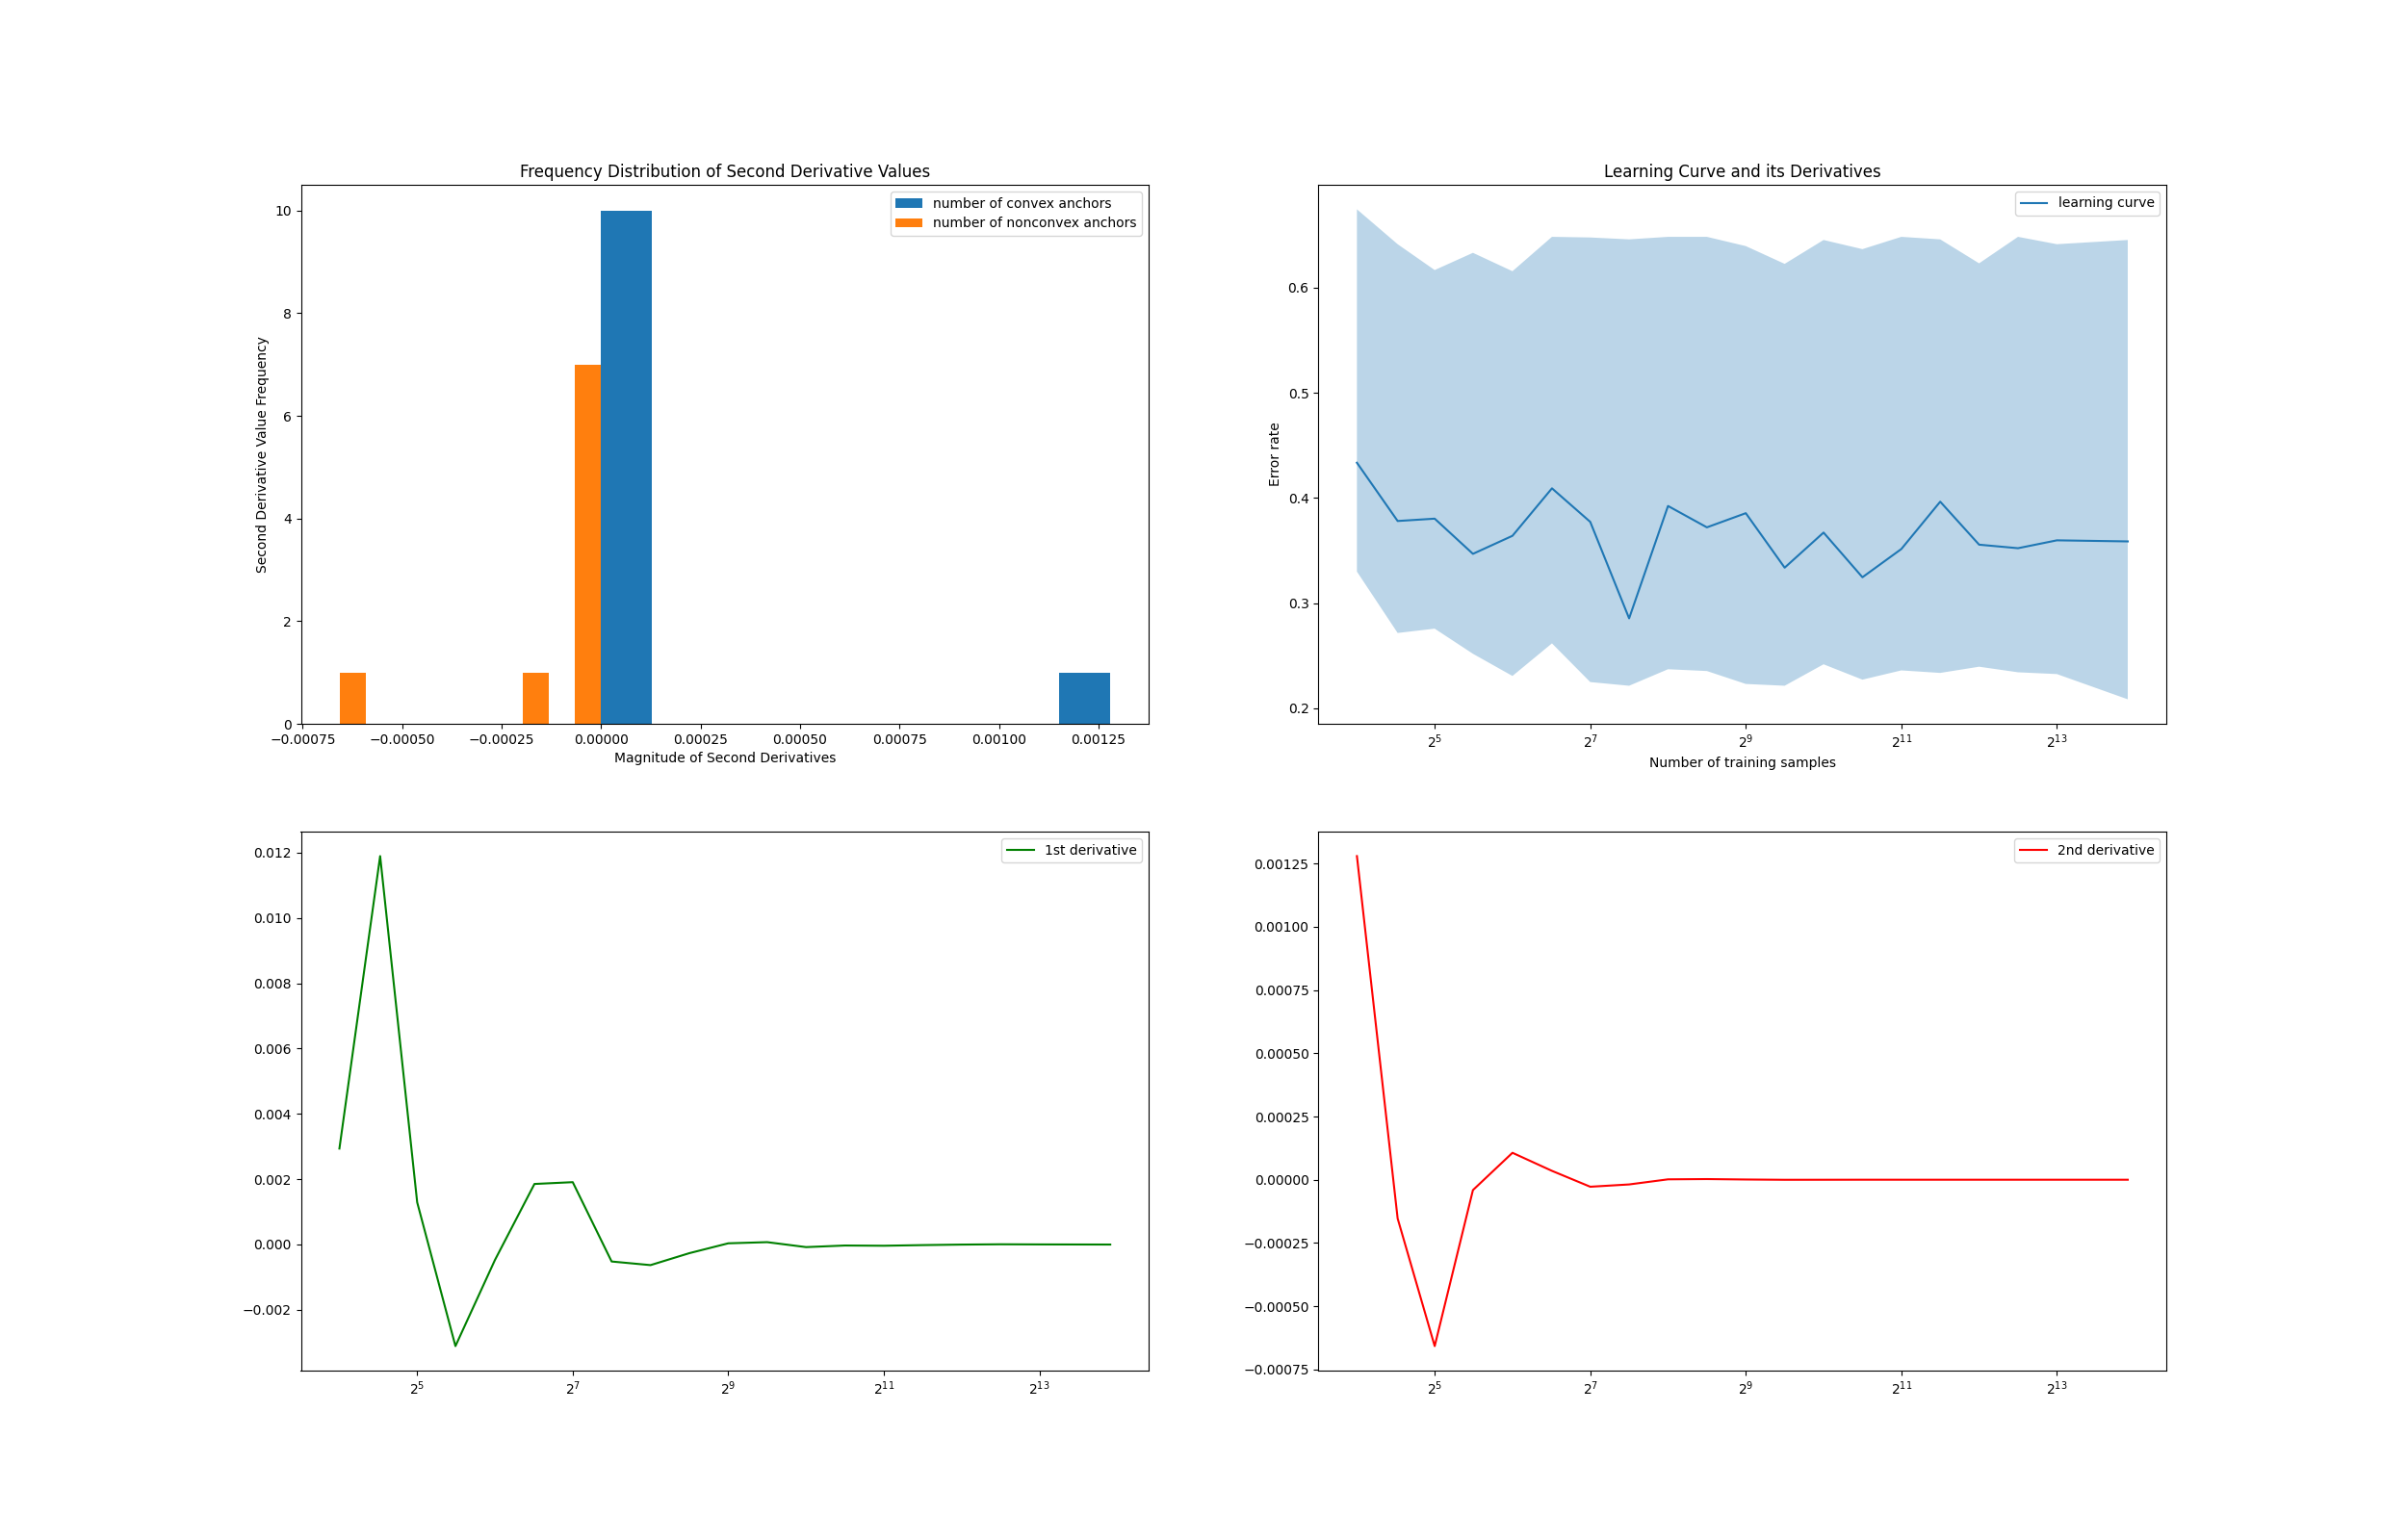 Frequency Distribution of Second Derivative Values
number of convex anchors
number of nonconvex anchors
Second Derivative Value Frequency
10
8
6
4
2
0
−0.00075 −0.00050 −0.00025 0.00000 0.00025 0.00050 0.00075 0.00100 0.00125
Magnitude of Second Derivatives
Learning Curve and its Derivatives
learning curve
Error rate
0.6
0.5
0.4
0.3
0.2
2^5 2^7 2^9 2^11 2^13
Number of training samples
1st derivative
0.012
0.010
0.008
0.006
0.004
0.002
0.000
−0.002
2^5 2^7 2^9 2^11 2^13
2nd derivative
0.00125
0.00100
0.00075
0.00050
0.00025
0.00000
−0.00025
−0.00050
−0.00075
2^5 2^7 2^9 2^11 2^13